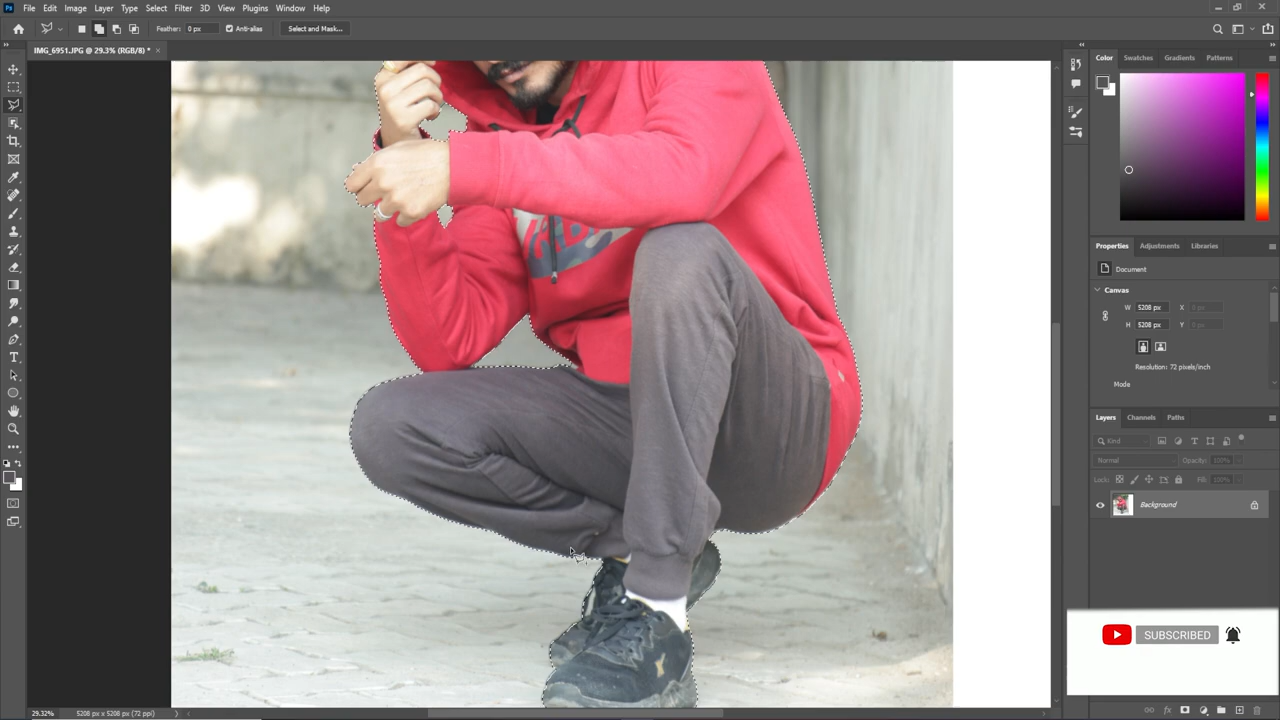 Ps File Edit Image Layer Type Select Filter 3D View Plugins Window Help
Feather: 0 px Anti-alias Select and Mask...
IMG_6951.JPG @ 29.3% (RGB/8) * ×
Color Swatches Gradients Patterns
Properties Adjustments Libraries
Document
Canvas
W 5208 px X 0 px
H 5208 px Y 0 px
Resolution: 72 pixels/inch
Mode
Layers Channels Paths
Kind
Normal Opacity: 100%
Lock: Fill: 100%
Background
SUBSCRIBED
29.32% 5208 px x 5208 px (72 ppi)